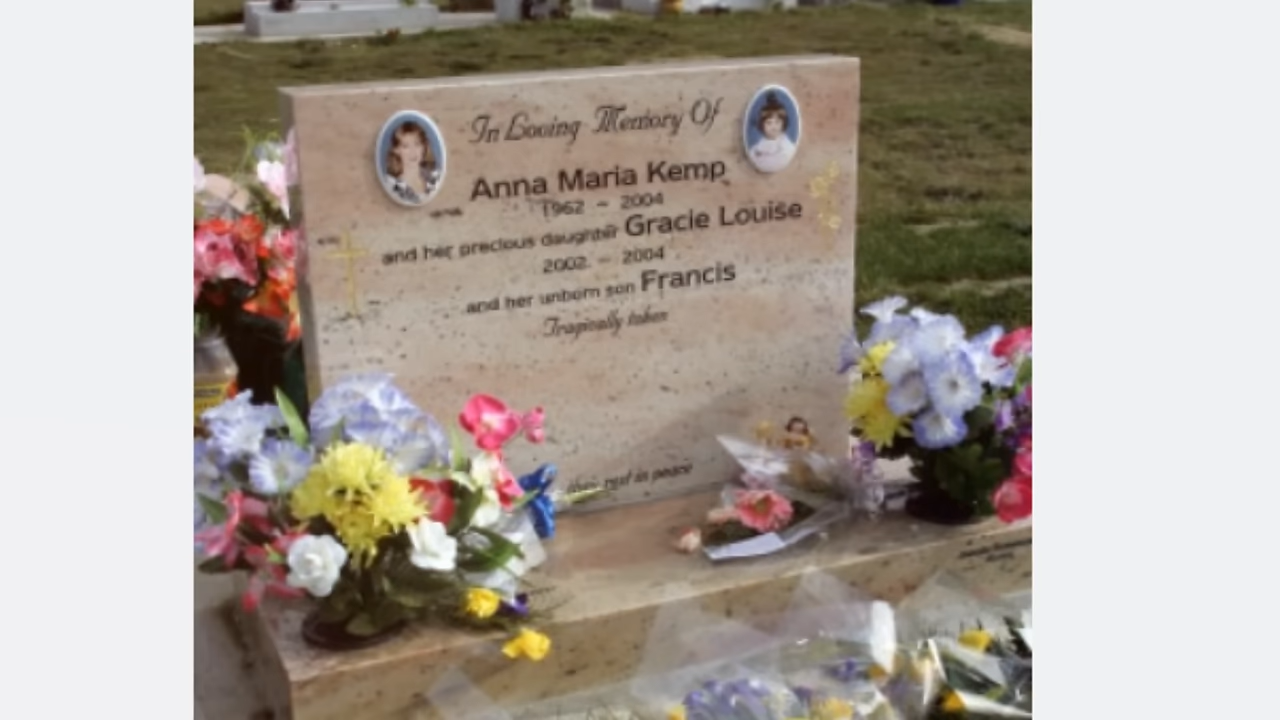 In Loving Memory Of
Anna Maria Kemp
1962 ~ 2004
and her precious daughter Gracie Louise
2002 ~ 2004
and her unborn son Francis
Tragically taken
they rest in peace